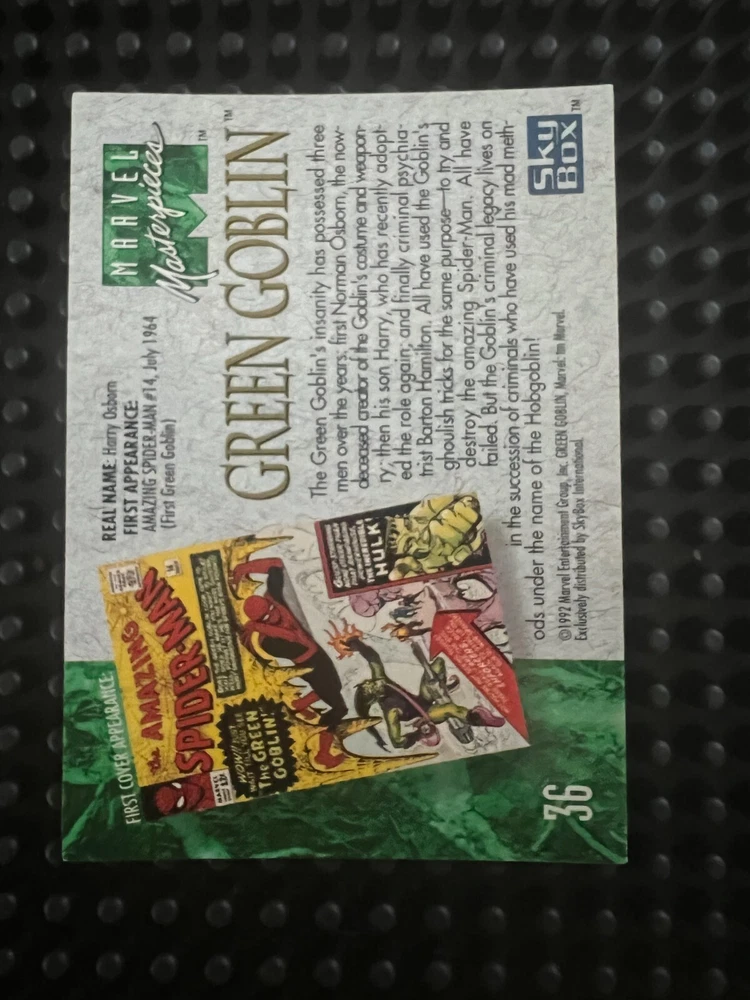 FIRST COVER APPEARANCE:
the AMAZING
SPIDER-MAN
MARVEL
The GREEN
GOBLIN!
HULK
REAL NAME: Harry Osborn
FIRST APPEARANCE:
AMAZING SPIDER-MAN #14, July 1964
(First Green Goblin)
MARVEL
Masterpieces™
GREEN GOBLIN™
The Green Goblin's insanity has possessed three
men over the years; first Norman Osborn, the now-
deceased creator of the Goblin's costume and weapon-
ry; then his son Harry, who has recently adopt-
ed the role again; and finally criminal psychia-
trist Barton Hamilton. All have used the Goblin's
ghoulish tricks for the same purpose—to try and
destroy the amazing Spider-Man. All have
failed. But the Goblin's criminal legacy lives on
in the succession of criminals who have used his mad meth-
ods under the name of the Hobgoblin!
©1992 Marvel Entertainment Group, Inc. GREEN GOBLIN, Marvel: tm Marvel.
Exclusively distributed by SkyBox International.
Sky
Box™
36